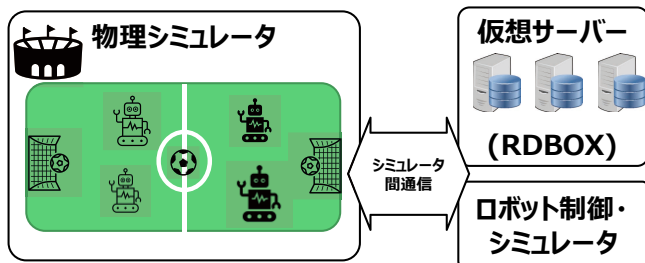 物理シミュレータ
シミュレータ
間通信
仮想サーバー
(RDBOX)
ロボット制御・
シミュレータ